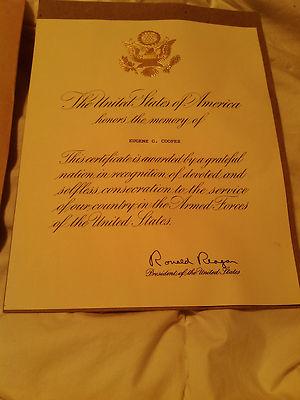 The United States of America
honors the memory of
EUGENE G. COOPER
This certificate is awarded by a grateful
nation in recognition of devoted and
selfless consecration to the service
of our country in the Armed Forces
of the United States.
Ronald Reagan
President of the United States